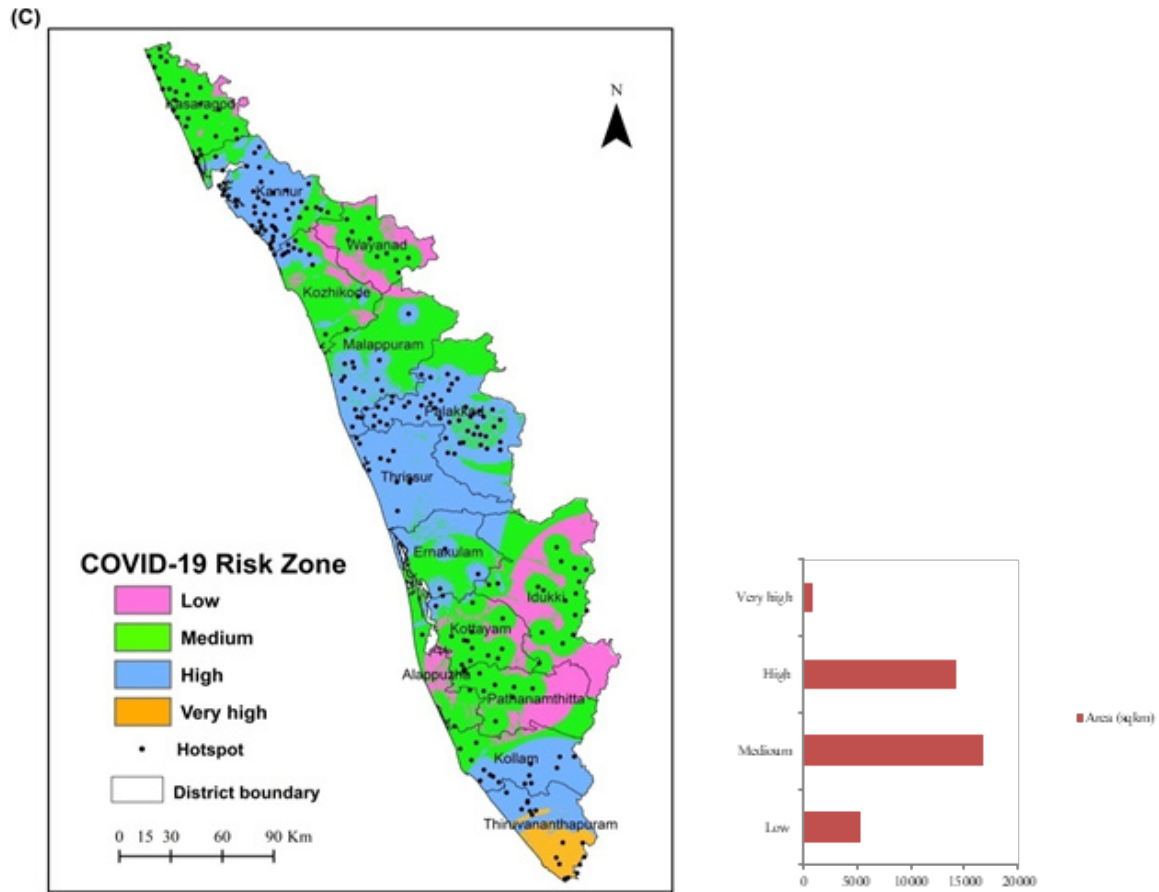 (C)
N
Kasaragod
Kannur
Wayanad
Kozhikode
Malappuram
Palakkad
Thrissur
Ernakulam
Idukki
Kottayam
Alappuzha
Pathanamthitta
Kollam
Thiruvananthapuram
COVID-19 Risk Zone
Low
Medium
High
Very high
Hotspot
District boundary
0 15 30 60 90 Km
Very high
High
Medioum
Low
0 5000 10000 15000 20000
Area (sqkm)